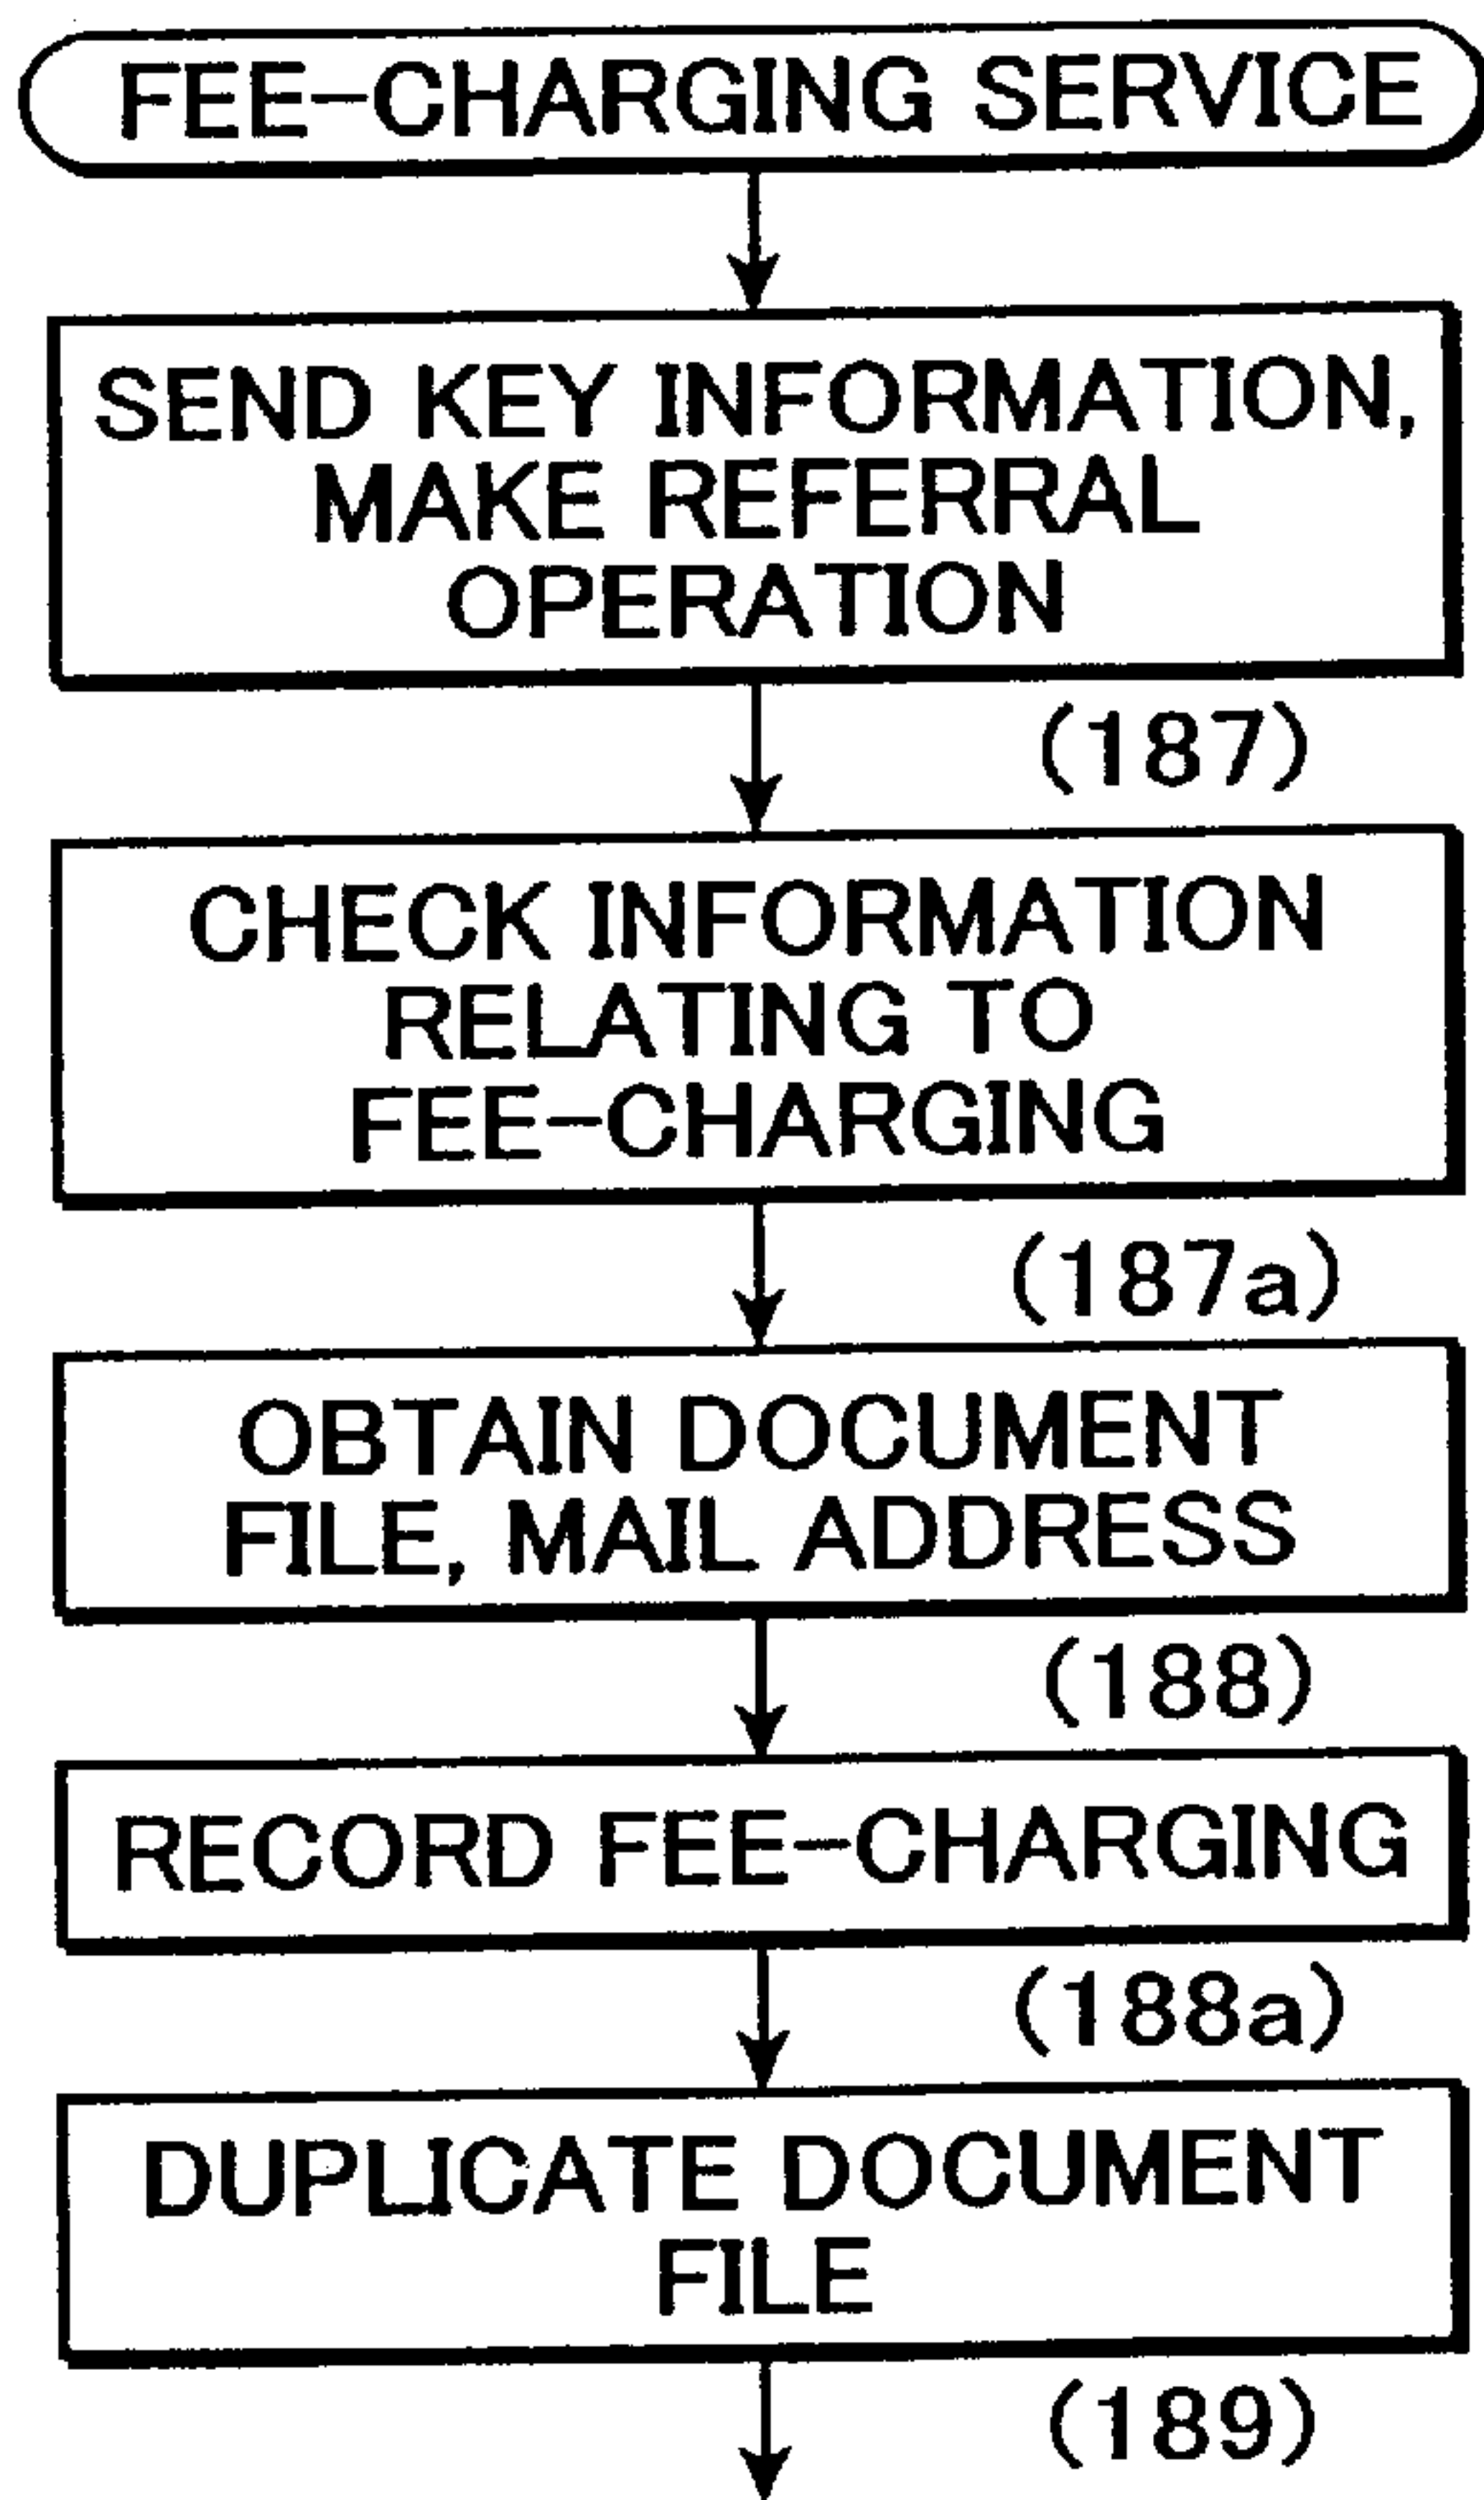 FEE-CHARGING SERVICE
SEND KEY INFORMATION,
MAKE REFERRAL
OPERATION
(187)
CHECK INFORMATION
RELATING TO
FEE-CHARGING
(187a)
OBTAIN DOCUMENT
FILE, MAIL ADDRESS
(188)
RECORD FEE-CHARGING
(188a)
DUPLICATE DOCUMENT
FILE
(189)